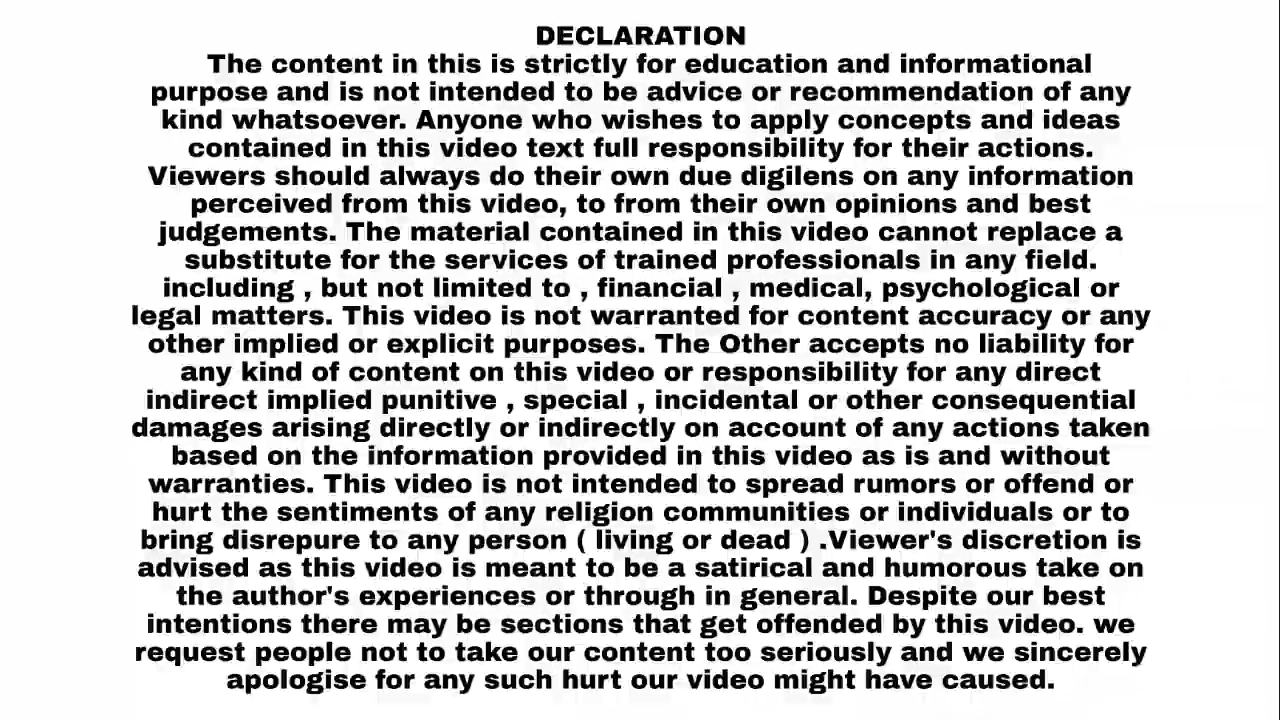 DECLARATION
The content in this is strictly for education and informational
purpose and is not intended to be advice or recommendation of any
kind whatsoever. Anyone who wishes to apply concepts and ideas
contained in this video text full responsibility for their actions.
Viewers should always do their own due digilens on any information
perceived from this video, to from their own opinions and best
judgements. The material contained in this video cannot replace a
substitute for the services of trained professionals in any field.
including , but not limited to , financial , medical, psychological or
legal matters. This video is not warranted for content accuracy or any
other implied or explicit purposes. The Other accepts no liability for
any kind of content on this video or responsibility for any direct
indirect implied punitive , special , incidental or other consequential
damages arising directly or indirectly on account of any actions taken
based on the information provided in this video as is and without
warranties. This video is not intended to spread rumors or offend or
hurt the sentiments of any religion communities or individuals or to
bring disrepure to any person ( living or dead ) .Viewer's discretion is
advised as this video is meant to be a satirical and humorous take on
the author's experiences or through in general. Despite our best
intentions there may be sections that get offended by this video. we
request people not to take our content too seriously and we sincerely
apologise for any such hurt our video might have caused.